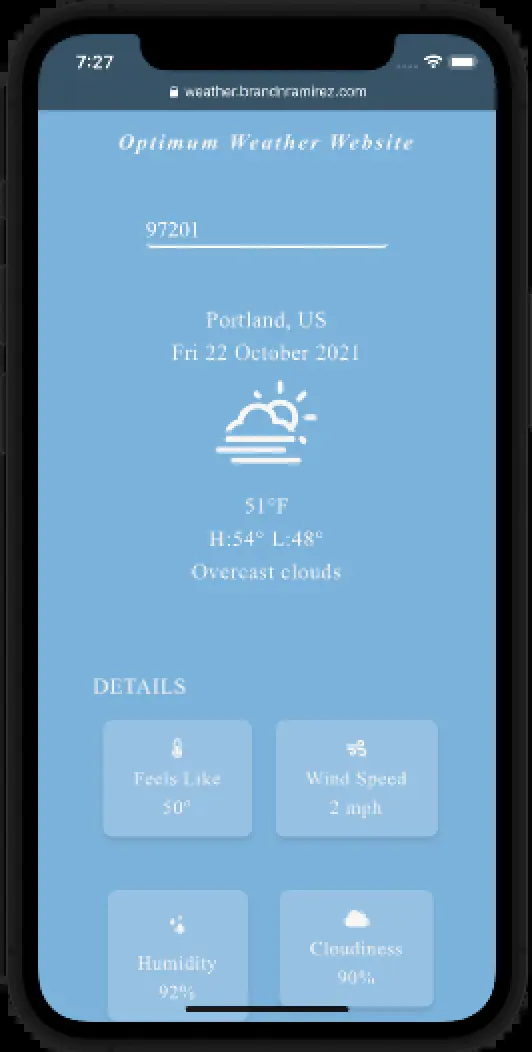 7:27
weather.brandnramirez.com
Optimum Weather Website
97201
Portland, US
Fri 22 October 2021
51°F
H:54° L:48°
Overcast clouds
DETAILS
Feels Like
50°
Wind Speed
2 mph
Humidity
92%
Cloudiness
90%